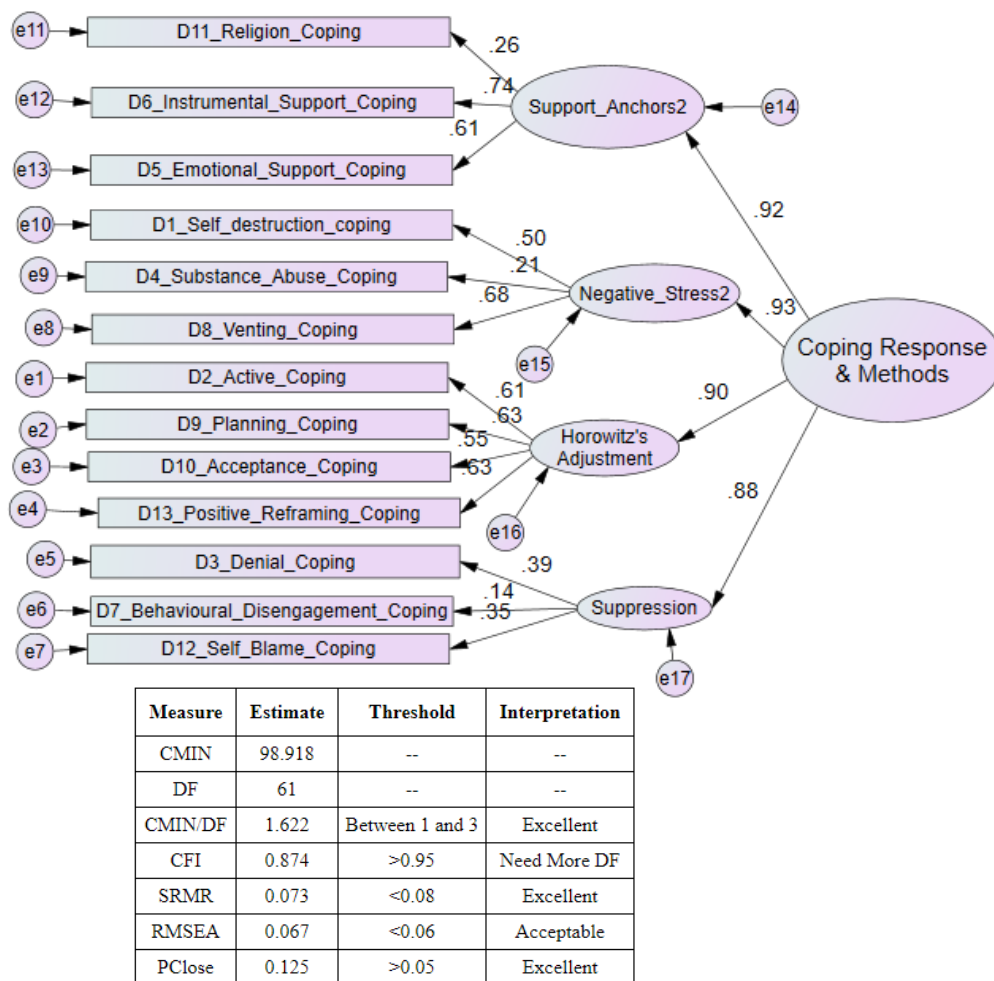 e11
D11_Religion_Coping
.26
e12
D6_Instrumental_Support_Coping
.74
Support_Anchors2
e14
.61
e13
D5_Emotional_Support_Coping
e10
D1_Self_destruction_coping
.92
.50
e9
D4_Substance_Abuse_Coping
.21
.68
Negative_Stress2
.93
e8
D8_Venting_Coping
e15
Coping Response
& Methods
e1
D2_Active_Coping
.61
.90
e2
D9_Planning_Coping
.63
.55
Horowitz's
Adjustment
e3
D10_Acceptance_Coping
.63
.88
e4
D13_Positive_Reframing_Coping
e16
e5
D3_Denial_Coping
.39
.14
e6
D7_Behavioural_Disengagement_Coping
.35
Suppression
e7
D12_Self_Blame_Coping
e17
Measure Estimate Threshold Interpretation
CMIN 98.918 -- --
DF 61 -- --
CMIN/DF 1.622 Between 1 and 3 Excellent
CFI 0.874 >0.95 Need More DF
SRMR 0.073 <0.08 Excellent
RMSEA 0.067 <0.06 Acceptable
PClose 0.125 >0.05 Excellent